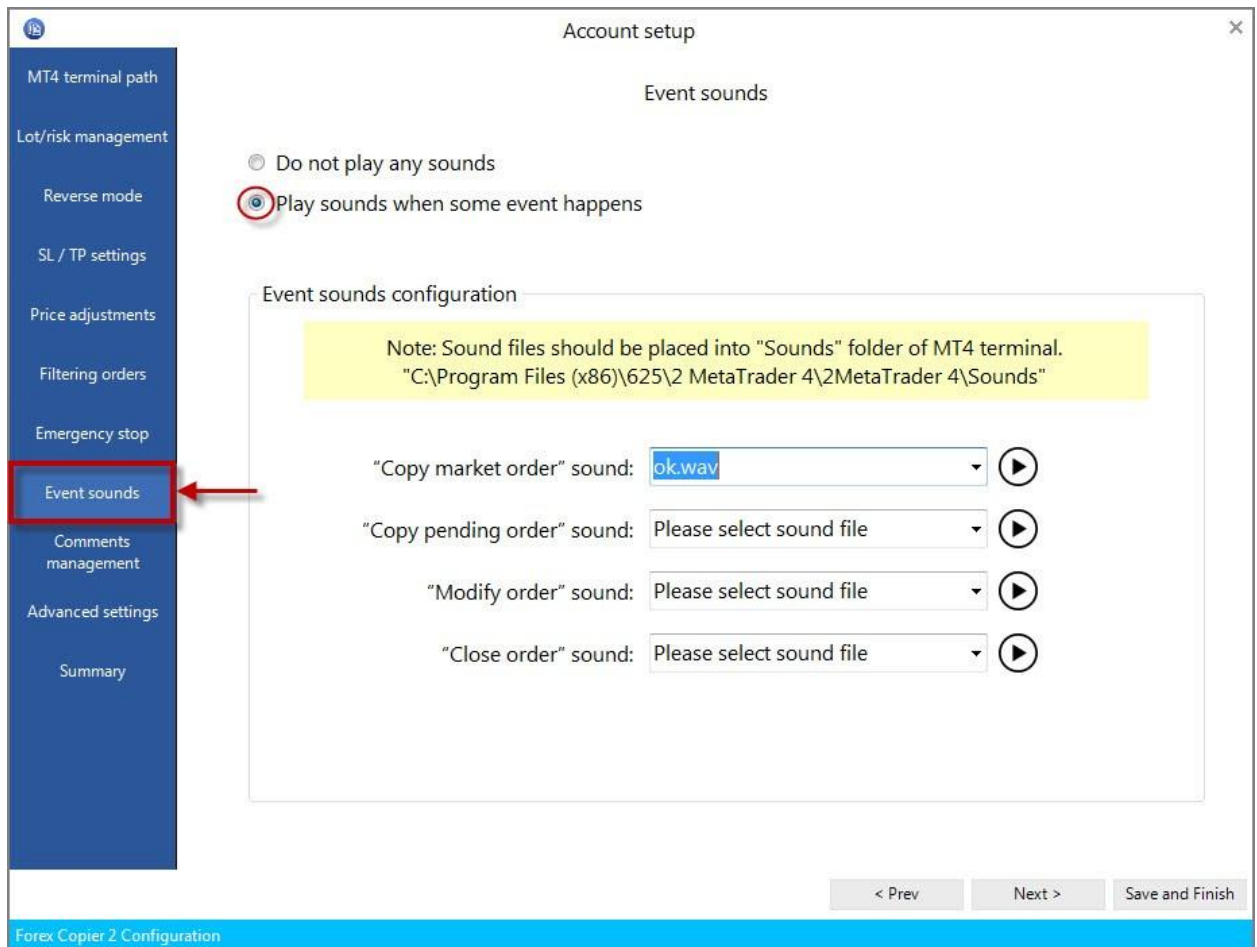 Account setup
MT4 terminal path
Lot/risk management
Reverse mode
SL / TP settings
Price adjustments
Filtering orders
Emergency stop
Event sounds
Comments
management
Advanced settings
Summary
Event sounds
Do not play any sounds
Play sounds when some event happens
Event sounds configuration
Note: Sound files should be placed into "Sounds" folder of MT4 terminal.
"C:\Program Files (x86)\625\2 MetaTrader 4\2MetaTrader 4\Sounds"
“Copy market order” sound: ok.wav
“Copy pending order” sound: Please select sound file
“Modify order” sound: Please select sound file
“Close order” sound: Please select sound file
< Prev Next > Save and Finish
Forex Copier 2 Configuration